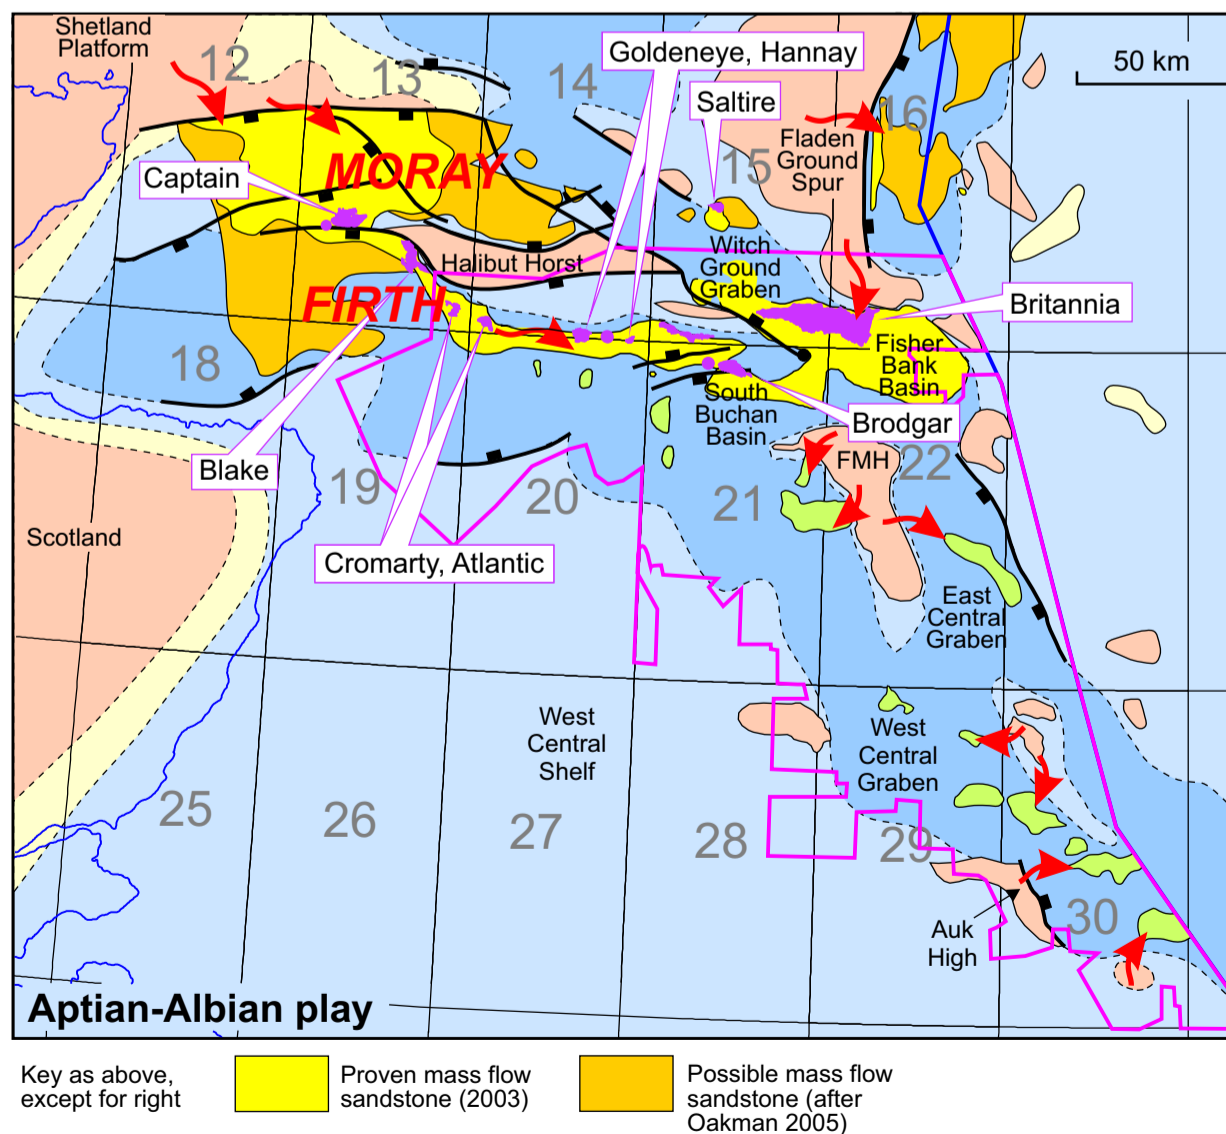 Shetland
Platform
12
13
14
Goldeneye, Hannay
50 km
Saltire
16
Fladen
Ground
Spur
15
Captain
MORAY
Witch
Ground
Graben
Halibut Horst
FIRTH
Britannia
Fisher
Bank
Basin
18
South
Buchan
Basin
Brodgar
Blake
FMH
22
19
20
21
Scotland
Cromarty, Atlantic
East
Central
Graben
West
Central
Shelf
West
Central
Graben
25
26
27
28
29
30
Auk
High
Aptian-Albian play
Key as above,
except for right
Proven mass flow
sandstone (2003)
Possible mass flow
sandstone (after
Oakman 2005)